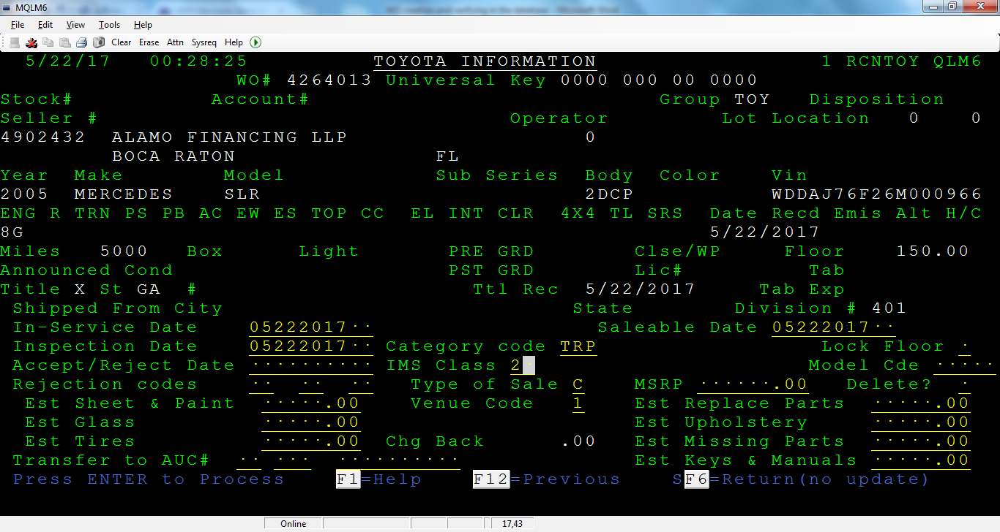 MQLM6
File Edit View Tools Help
Clear Erase Attn Sysreq Help
5/22/17 00:28:25 TOYOTA INFORMATION 1 RCNTOY QLM6
WO# 4264013 Universal Key 0000 000 00 0000
Stock# Account# Group TOY Disposition
Seller # Operator Lot Location 0 0
4902432 ALAMO FINANCING LLP 0
BOCA RATON FL
Year Make Model Sub Series Body Color Vin
2005 MERCEDES SLR 2DCP WDDAJ76F26M000966
ENG R TRN PS PB AC EW ES TOP CC EL INT CLR 4X4 TL SRS Date Recd Emis Alt H/C
8G 5/22/2017
Miles 5000 Box Light PRE GRD Clse/WP Floor 150.00
Announced Cond PST GRD Lic# Tab
Title X St GA # Ttl Rec 5/22/2017 Tab Exp
Shipped From City State Division # 401
In-Service Date 05222017 Saleable Date 05222017
Inspection Date 05222017 Category code TRP Lock Floor
Accept/Reject Date IMS Class 2 Model Cde
Rejection codes Type of Sale C MSRP .00 Delete?
Est Sheet & Paint .00 Venue Code 1 Est Replace Parts .00
Est Glass .00 Est Upholstery .00
Est Tires .00 Chg Back .00 Est Missing Parts .00
Transfer to AUC# Est Keys & Manuals .00
Press ENTER to Process F1=Help F12=Previous SF6=Return(no update)
Online 17,43